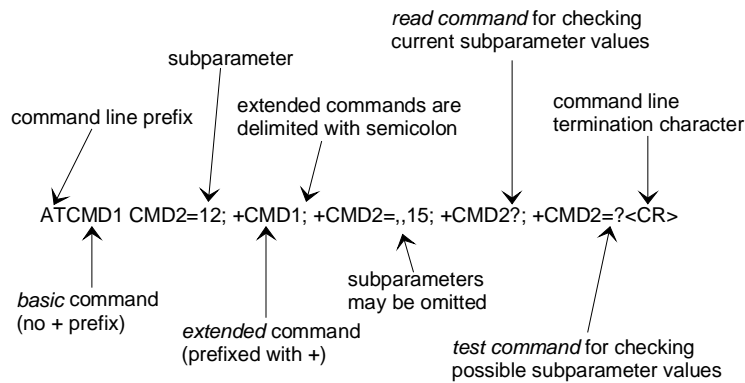 read command for checking
current subparameter values
subparameter
extended commands are
delimited with semicolon
command line
termination character
command line prefix
ATCMD1 CMD2=12; +CMD1; +CMD2=,,15; +CMD2?; +CMD2=?<CR>
basic command
(no + prefix)
extended command
(prefixed with +)
subparameters
may be omitted
test command for checking
possible subparameter values